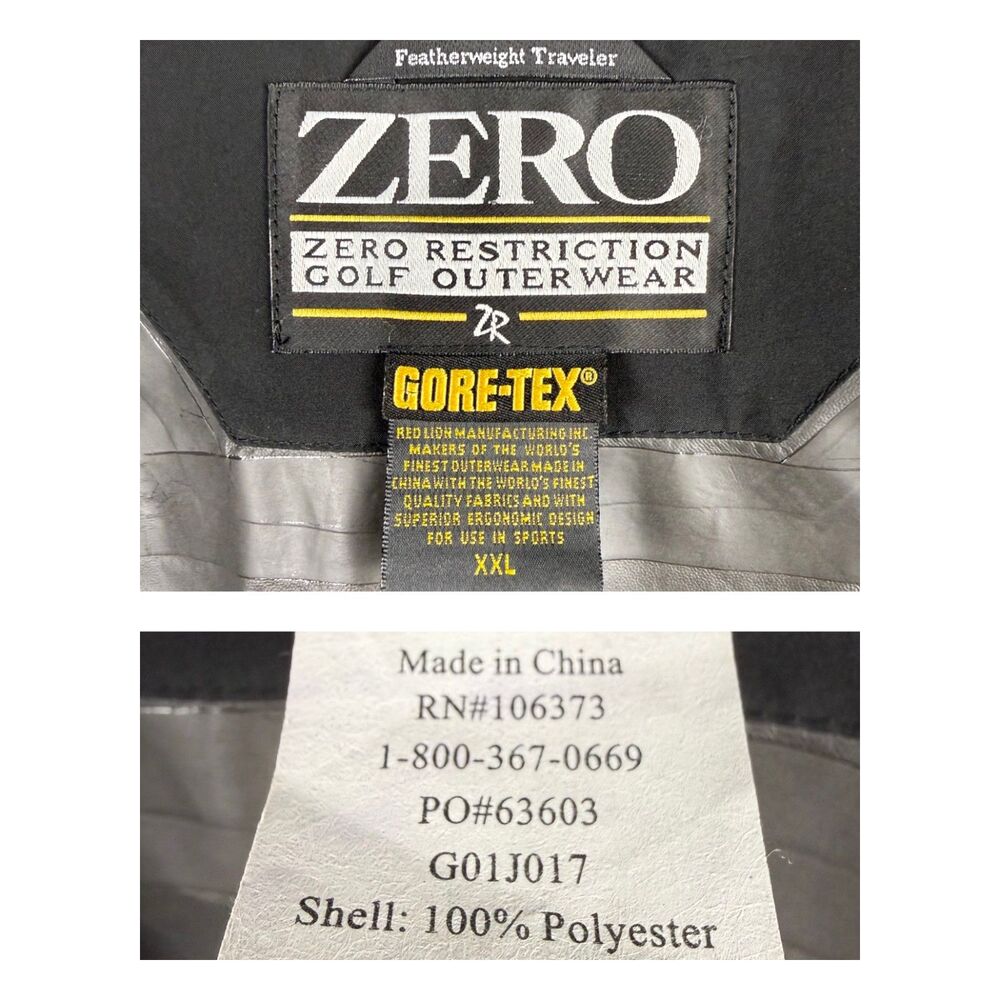 Featherweight Traveler
ZERO
ZERO RESTRICTION
GOLF OUTERWEAR
ZR
GORE-TEX®
RED LION MANUFACTURING INC.
MAKERS OF THE WORLD'S
FINEST OUTERWEAR MADE IN
CHINA WITH THE WORLD'S FINEST
QUALITY FABRICS AND WITH
SUPERIOR ERGONOMIC DESIGN
FOR USE IN SPORTS
XXL
Made in China
RN#106373
1-800-367-0669
PO#63603
G01J017
Shell: 100% Polyester